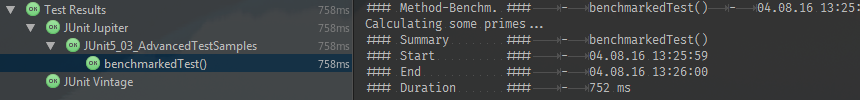 Test Results 758ms
JUnit Jupiter 758ms
JUnit5_03_AdvancedTestSamples 758ms
benchmarkedTest() 758ms
JUnit Vintage
#### Method-Benchm. #### - benchmarkedTest() - 04.08.16 13:25:
Calculating some primes...
#### Summary #### - benchmarkedTest()
#### Start #### - 04.08.16 13:25:59
#### End #### - 04.08.16 13:26:00
#### Duration #### - 752 ms